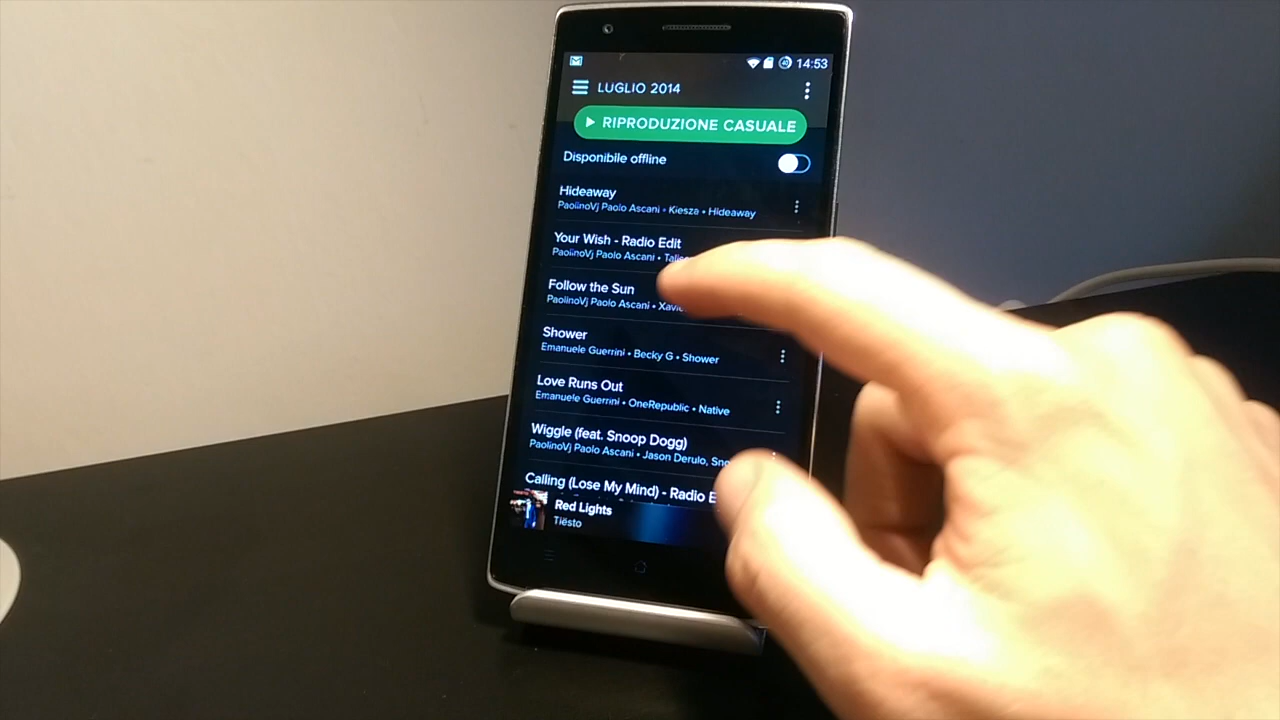 14:53
LUGLIO 2014
RIPRODUZIONE CASUALE
Disponibile offline
Hideaway
PaolinoVj Paolo Ascani • Kiesza • Hideaway
Your Wish - Radio Edit
PaolinoVj Paolo Ascani •
Follow the Sun
PaolinoVj Paolo Ascani •
Shower
Emanuele Guerrini • Becky G • Shower
Love Runs Out
Emanuele Guerrini • OneRepublic • Native
Wiggle (feat. Snoop Dogg)
PaolinoVj Paolo Ascani • Jason Derulo,
Calling (Lose My Mind) - Radio
Red Lights
Tiësto